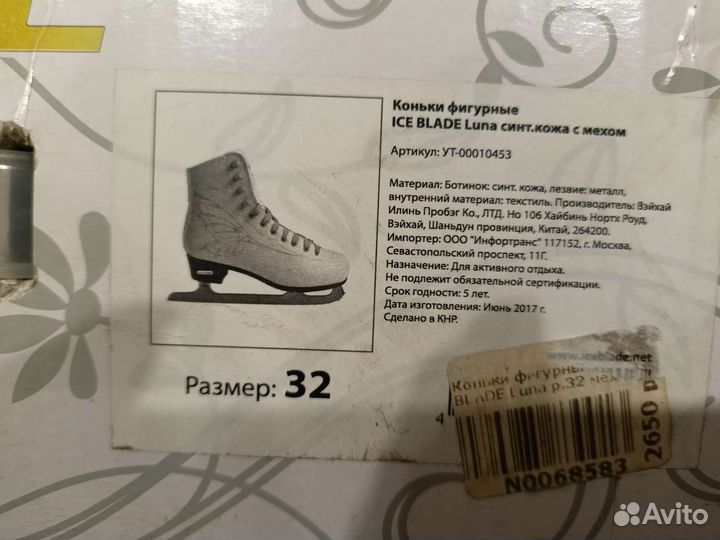 Коньки фигурные
ICE BLADE Luna синт.кожа с мехом
Артикул: УТ-00010453
Материал: Ботинок: синт. кожа, лезвие: металл,
внутренний материал: текстиль. Производитель: Вэйхай
Илинь Пробэг Ко., ЛТД. Но 106 Хайбинь Нортх Роуд,
Вэйхай, Шаньдун провинция, Китай, 264200.
Импортер: ООО "Инфортранс" 117152, г. Москва,
Севастопольский проспект, 11Г.
Назначение: Для активного отдыха.
Не подлежит обязательной сертификации.
Срок годности: 5 лет.
Дата изготовления: Июнь 2017 г.
Сделано в КНР.
www.iceblade.net
Размер: 32
4
Коньки фигурны
BLADE Luna р.32 мех
2650 р
N0068583
Avito